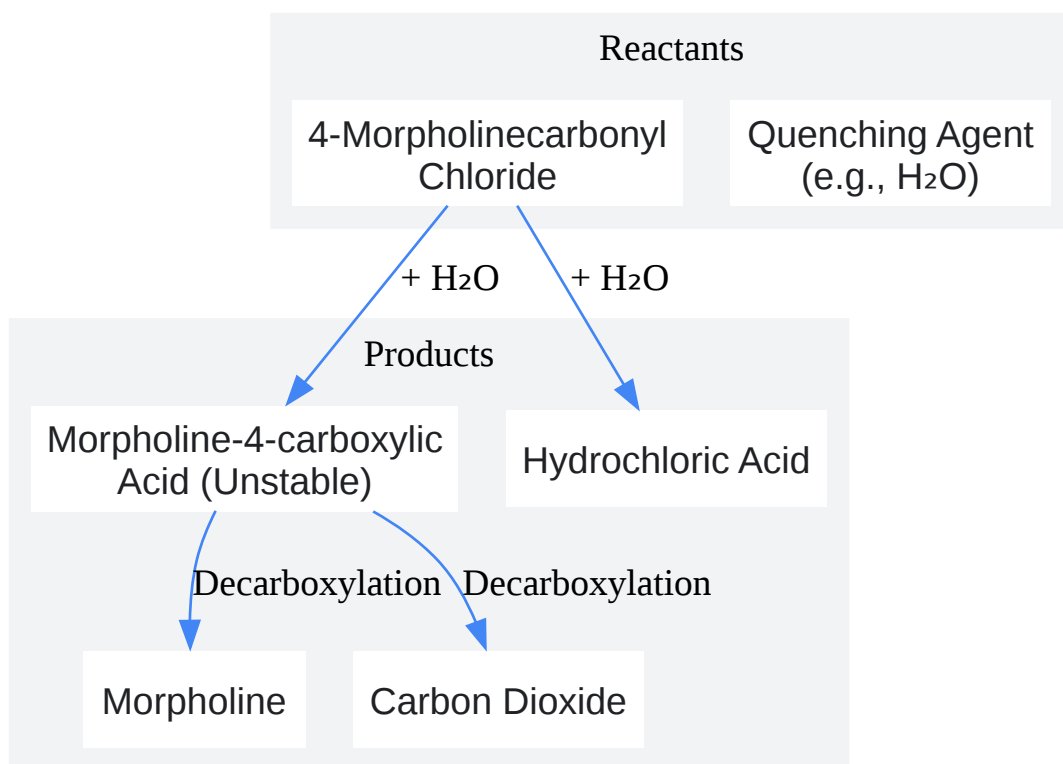 Reactants
4-Morpholinecarbonyl
Chloride
Quenching Agent
(e.g., H₂O)
+ H₂O
+ H₂O
Products
Morpholine-4-carboxylic
Acid (Unstable)
Hydrochloric Acid
Decarboxylation
Decarboxylation
Morpholine
Carbon Dioxide